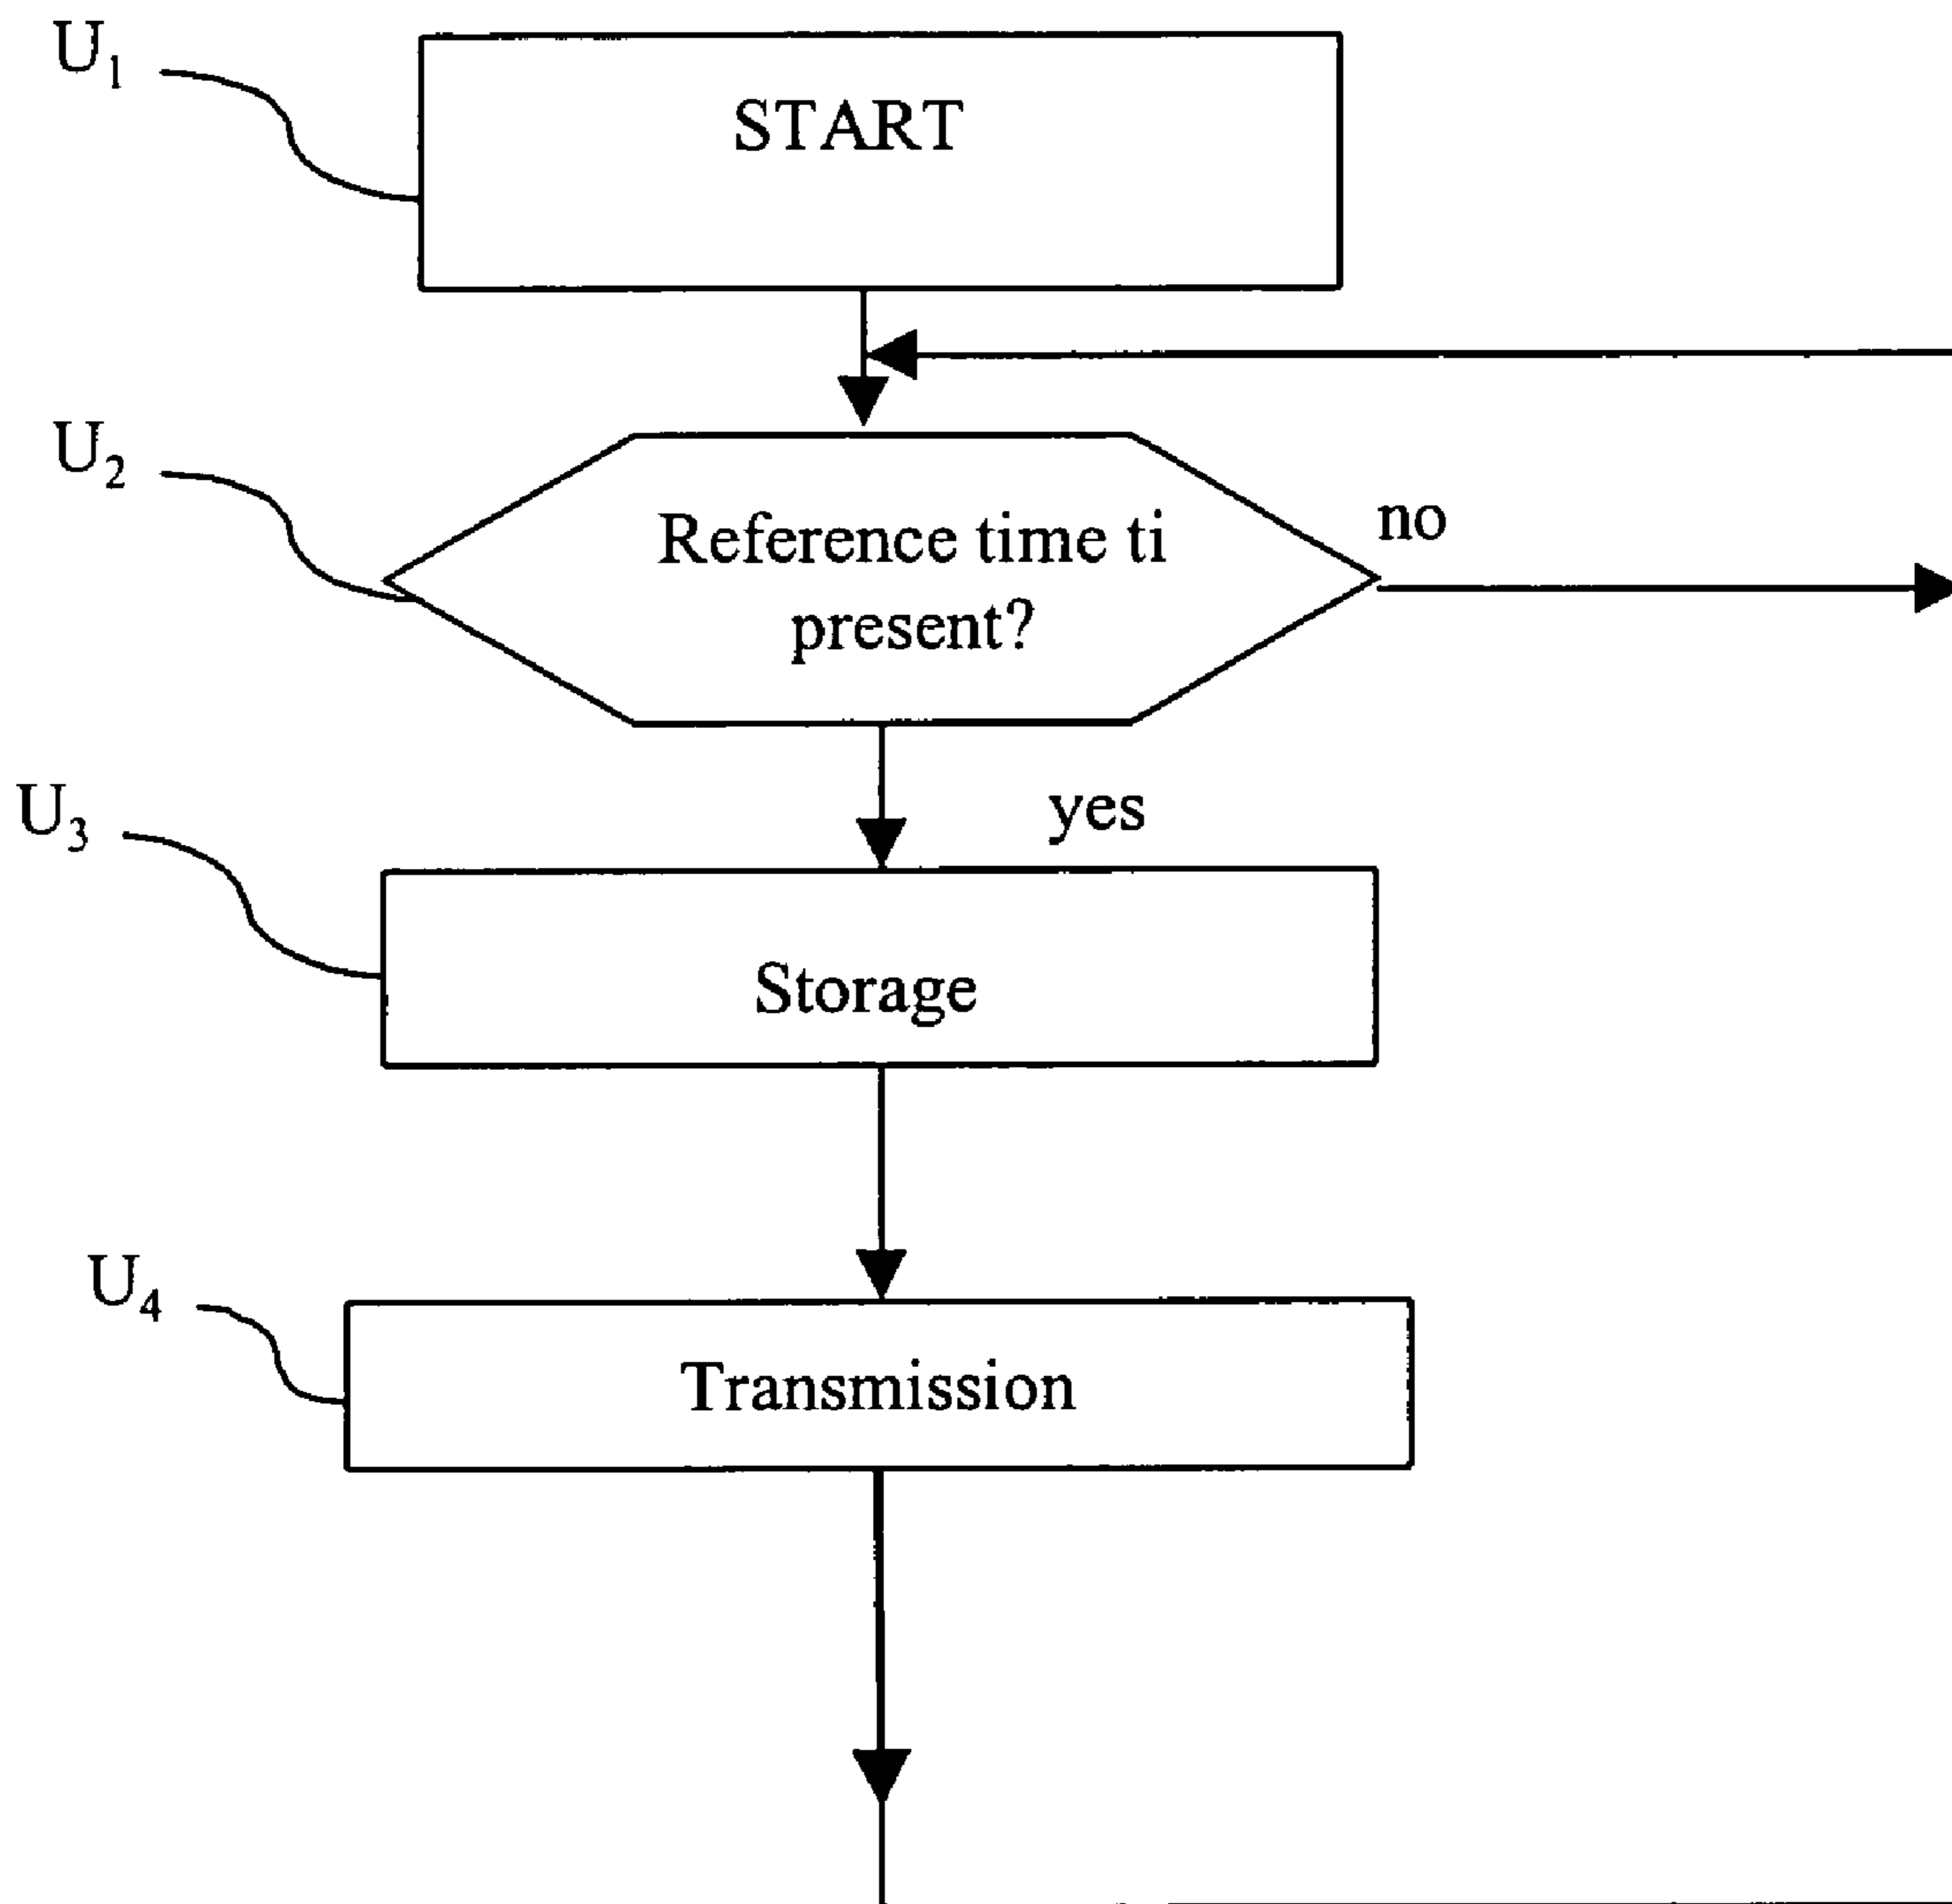 U₁
START
U₂
Reference time ti
present?
no
yes
U₃
Storage
U₄
Transmission